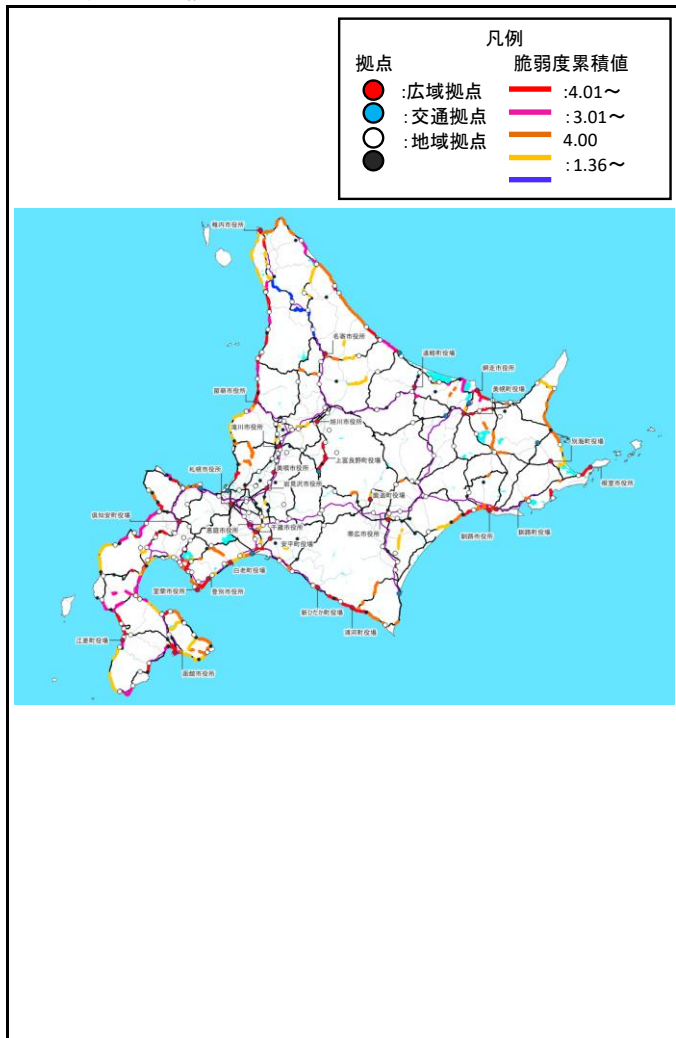 凡例
拠点 脆弱度累積値
:広域拠点 :4.01～
:交通拠点 :3.01～
:地域拠点 4.00
:1.36～
稚内市役所
名寄市役所
遠軽町役場
網走市役所
美幌町役場
留萌市役所
滝川市役所
旭川市役所
別海町役場
札幌市役所
美唄市役所
上富良野町役場
岩見沢市役所
根室市役所
倶知安町役場
恵庭市役所
千歳市役所
帯広市役所
釧路市役所
釧路町役場
安平町役場
白老町役場
室蘭市役所
登別市役所
新ひだか町役場
浦河町役場
江差町役場
函館市役所